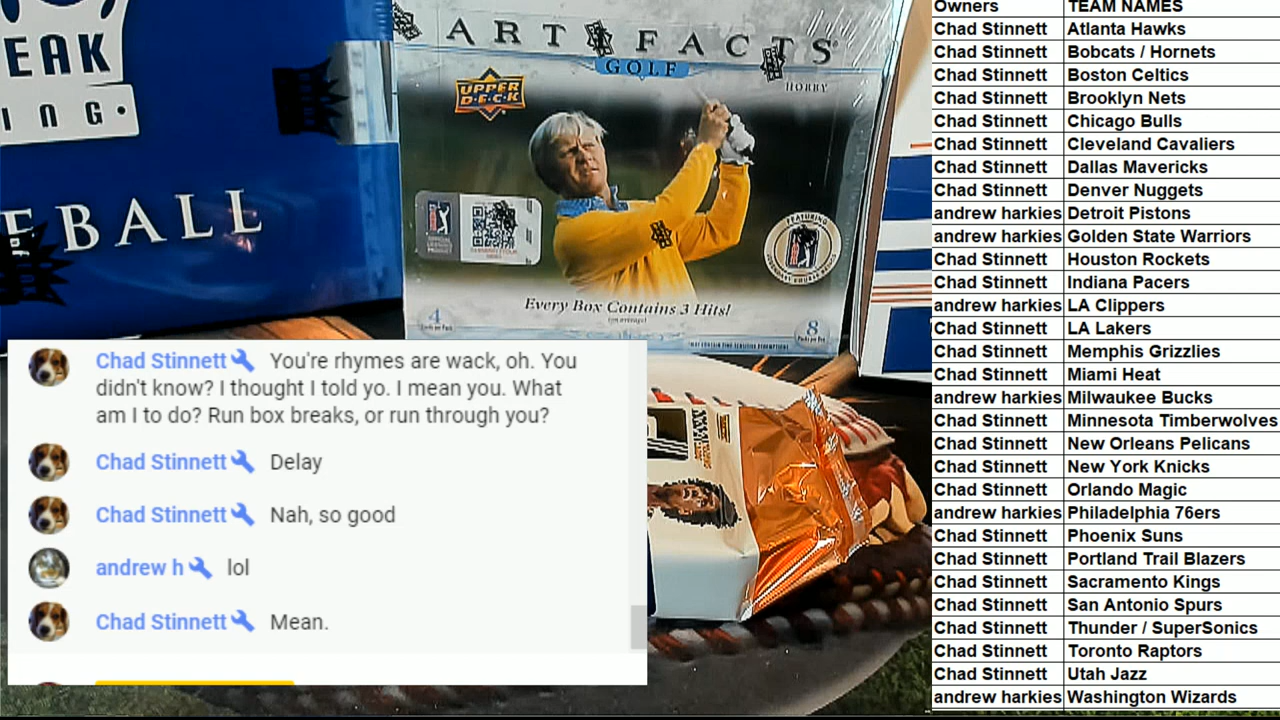 EAK
I N G .
EBALL
ARTIFACTS
GOLF
HOBBY
UPPER
DECK
FEATURING
Every Box Contains 3 Hits!
4
8
Chad Stinnett You're rhymes are wack, oh. You
didn't know? I thought I told yo. I mean you. What
am I to do? Run box breaks, or run through you?
Chad Stinnett Delay
Chad Stinnett Nah, so good
andrew h lol
Chad Stinnett Mean.
Owners TEAM NAMES
Chad Stinnett Atlanta Hawks
Chad Stinnett Bobcats / Hornets
Chad Stinnett Boston Celtics
Chad Stinnett Brooklyn Nets
Chad Stinnett Chicago Bulls
Chad Stinnett Cleveland Cavaliers
Chad Stinnett Dallas Mavericks
Chad Stinnett Denver Nuggets
andrew harkies Detroit Pistons
andrew harkies Golden State Warriors
Chad Stinnett Houston Rockets
Chad Stinnett Indiana Pacers
andrew harkies LA Clippers
Chad Stinnett LA Lakers
Chad Stinnett Memphis Grizzlies
Chad Stinnett Miami Heat
andrew harkies Milwaukee Bucks
Chad Stinnett Minnesota Timberwolves
Chad Stinnett New Orleans Pelicans
Chad Stinnett New York Knicks
Chad Stinnett Orlando Magic
andrew harkies Philadelphia 76ers
Chad Stinnett Phoenix Suns
Chad Stinnett Portland Trail Blazers
Chad Stinnett Sacramento Kings
Chad Stinnett San Antonio Spurs
Chad Stinnett Thunder / SuperSonics
Chad Stinnett Toronto Raptors
Chad Stinnett Utah Jazz
andrew harkies Washington Wizards